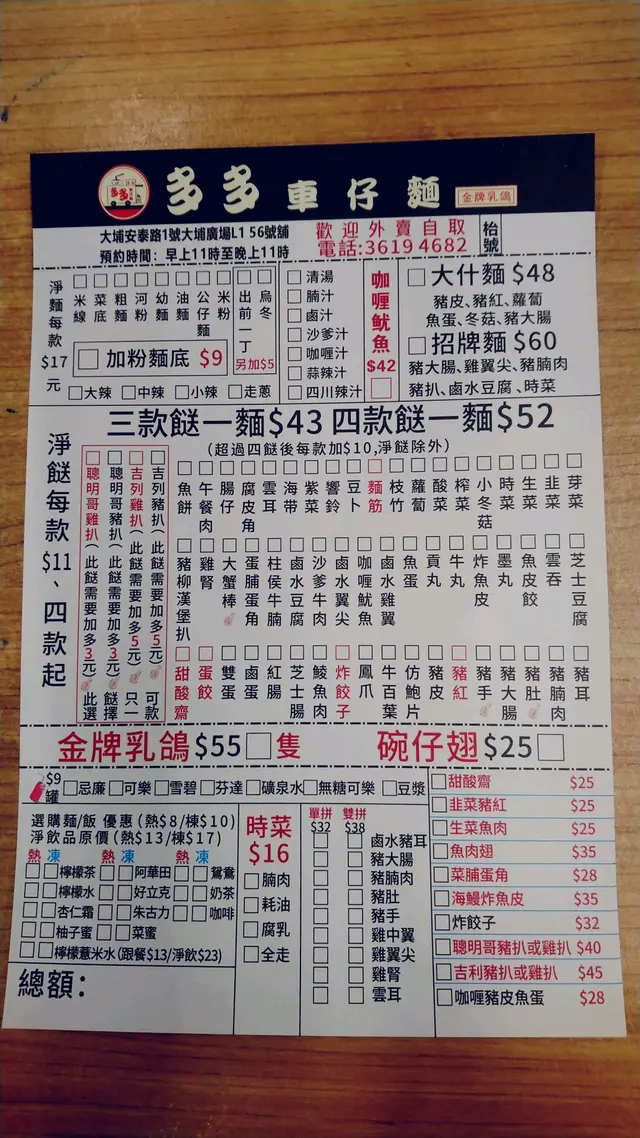 多多車仔麵 金牌乳鴿
大埔安泰路1號大埔廣場L1 56號舖
預約時間：早上11時至晚上11時
歡迎外賣自取
電話:3619 4682
枱號
淨麵每款$17元
米線
菜底麵
粗麵
河粉
幼麵
油麵
公仔麵
米粉
出前一丁
烏冬
另加$5
加粉麵底 $9
大辣 中辣 小辣 走蔥
清湯
腩汁
鹵汁
沙爹汁
咖喱汁
蒜辣汁
四川辣汁
咖喱魷魚
$42
大什麵 $48
豬皮、豬紅、蘿蔔
魚蛋、冬菇、豬大腸
招牌麵 $60
豬大腸、雞翼尖、豬腩肉
豬扒、鹵水豆腐、時菜
三款餸一麵$43 四款餸一麵$52
(超過四餸後每款加$10,淨餸除外)
淨餸每款$11、四款起
聰明哥雞扒(此餸需要加多3元) 此選
聰明哥豬扒(此餸需要加多3元) 餸擇
吉列雞扒(此餸需要加多5元) 只一
吉列豬扒(此餸需要加多5元) 可款
魚餅
午餐肉
腸仔
腐皮角
雲耳
海帶
紫菜
響鈴
豆卜
麵筋
枝竹
蘿蔔
酸菜
榨菜
小冬菇
時菜
生菜
韭菜
芽菜
豬柳漢堡扒
雞腎
大蟹棒
蛋脯蛋角
柱侯牛腩
鹵水豆腐
沙爹牛肉
鹵水翼尖
咖喱魷魚
鹵水雞翼
魚蛋
貢丸
牛丸
炸魚皮
墨丸
魚皮餃
雲吞
芝士豆腐
甜酸齋
蛋餃
雙蛋
鹵蛋
紅腸
芝士腸
鯪魚肉
炸餃子
鳳爪
牛百葉
仿鮑片
豬皮
豬紅
豬手
豬大腸
豬肚
豬腩肉
豬耳
金牌乳鴿 $55 隻 碗仔翅 $25
$9罐 忌廉 可樂 雪碧 芬達 礦泉水 無糖可樂 豆漿
選購麵/飯 優惠 (熱$8/棟$10)
淨飲品原價 (熱$13/棟$17)
熱 凍 熱 凍 熱 凍
檸檬茶 阿華田 鴛鴦
檸檬水 好立克 奶茶
杏仁霜 朱古力 咖啡
柚子蜜 菜蜜
檸檬薏米水(跟餐$13/淨飲$23)
總額：
時菜
$16
腩肉
耗油
腐乳
全走
單拼 雙拼
$32 $38
鹵水豬耳
豬大腸
豬腩肉
豬肚
豬手
雞中翼
雞翼尖
雞腎
雲耳
甜酸齋 $25
韭菜豬紅 $25
生菜魚肉 $25
魚肉翅 $35
菜脯蛋角 $28
海鰻炸魚皮 $35
炸餃子 $32
聰明哥豬扒或雞扒 $40
吉利豬扒或雞扒 $45
咖喱豬皮魚蛋 $28